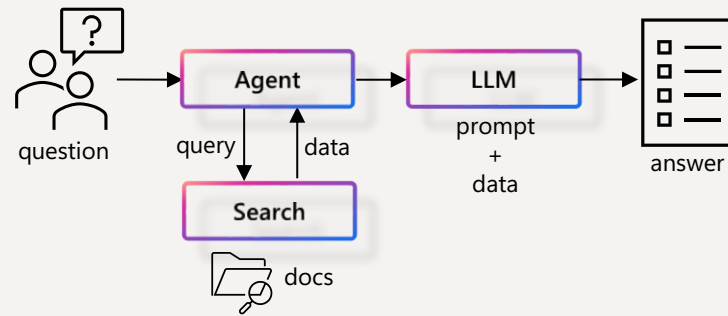 ?
question
Agent
query
data
Search
docs
LLM
prompt
+
data
answer